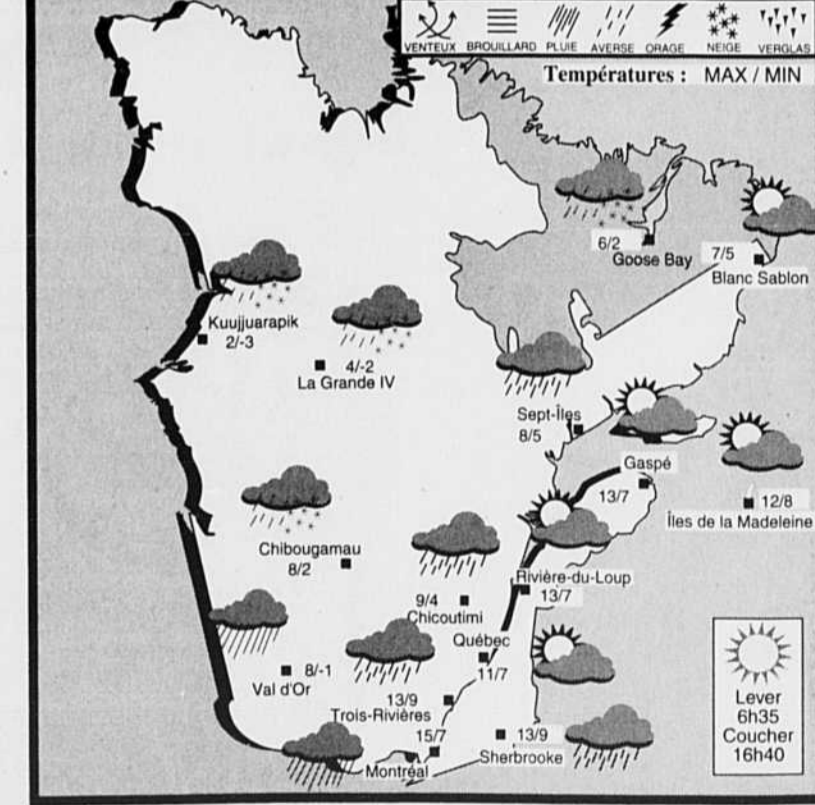 VENTEUX BROUILLARD PLUIE AVERSE ORAGE NEIGE VERGLAS
Températures : MAX / MIN
6/2
Goose Bay
7/5
Blanc Sablon
Kuujjuarapik
2/-3
4/-2
La Grande IV
Sept-Îles
8/5
Gaspé
13/7
12/8
Îles de la Madeleine
Chibougamau
8/2
Rivière-du-Loup
13/7
9/4
Chicoutimi
Québec
11/7
8/-1
Val d'Or
13/9
Trois-Rivières
15/7
Montréal
13/9
Sherbrooke
Lever
6h35
Coucher
16h40